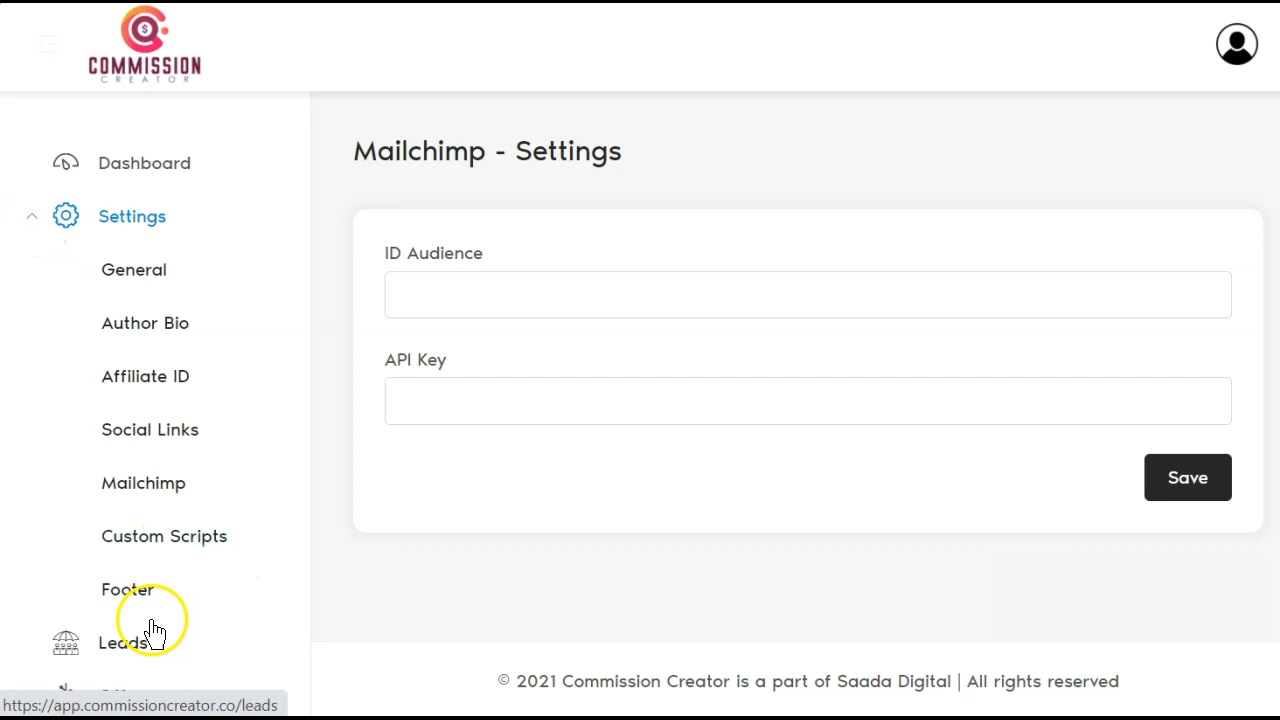 COMMISSION
CREATOR
Dashboard
Settings
General
Author Bio
Affiliate ID
Social Links
Mailchimp
Custom Scripts
Footer
Leads
https://app.commissioncreator.co/leads
Mailchimp - Settings
ID Audience
API Key
Save
© 2021 Commission Creator is a part of Saada Digital | All rights reserved